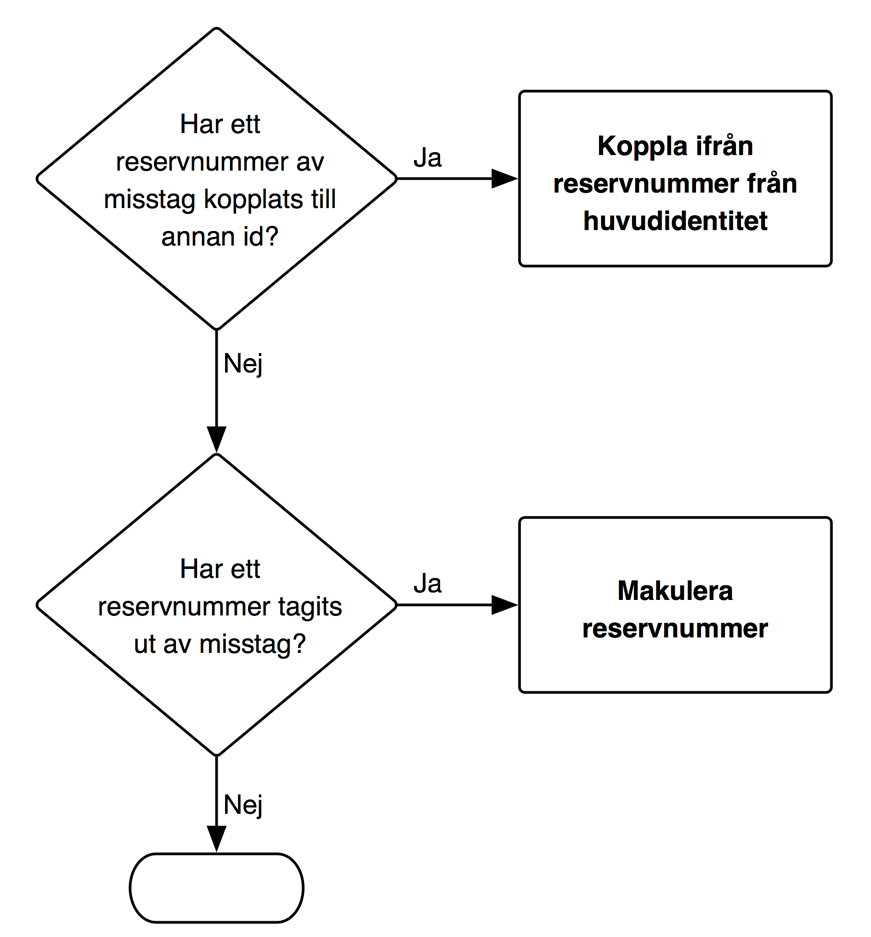 Har ett
reservnummer av
misstag kopplats till
annan id?
Ja
Koppla ifrån
reservnummer från
huvudidentitet
Nej
Har ett
reservnummer tagits
ut av misstag?
Ja
Makulera
reservnummer
Nej